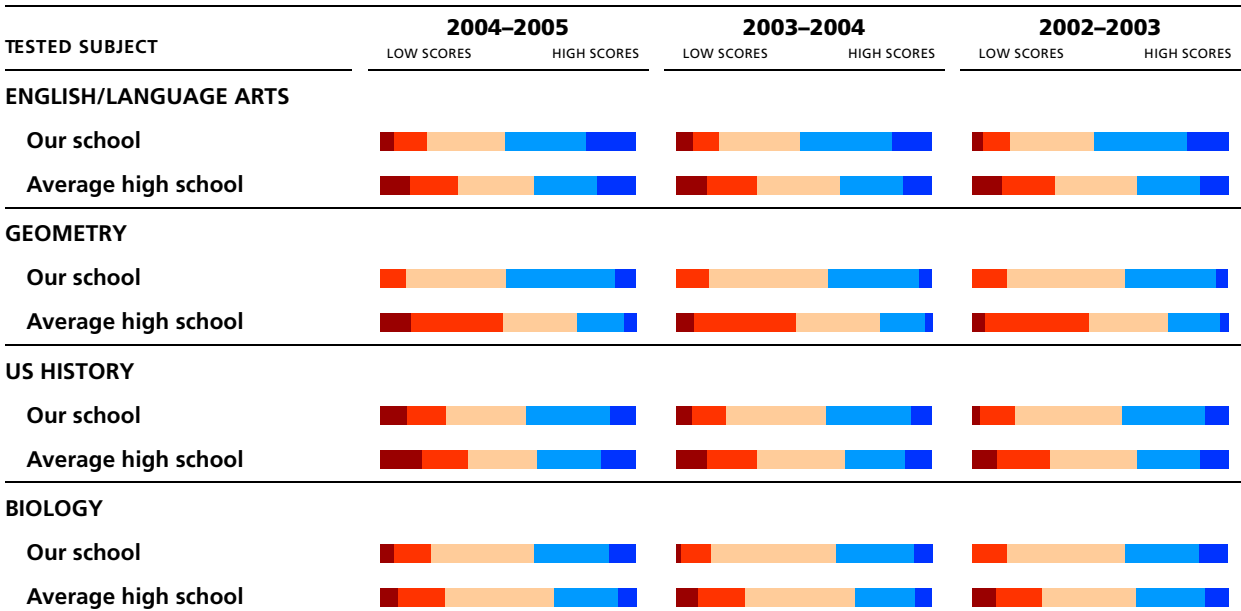 2004–2005 2003–2004 2002–2003
TESTED SUBJECT LOW SCORES HIGH SCORES LOW SCORES HIGH SCORES LOW SCORES HIGH SCORES
ENGLISH/LANGUAGE ARTS
Our school
Average high school
GEOMETRY
Our school
Average high school
US HISTORY
Our school
Average high school
BIOLOGY
Our school
Average high school